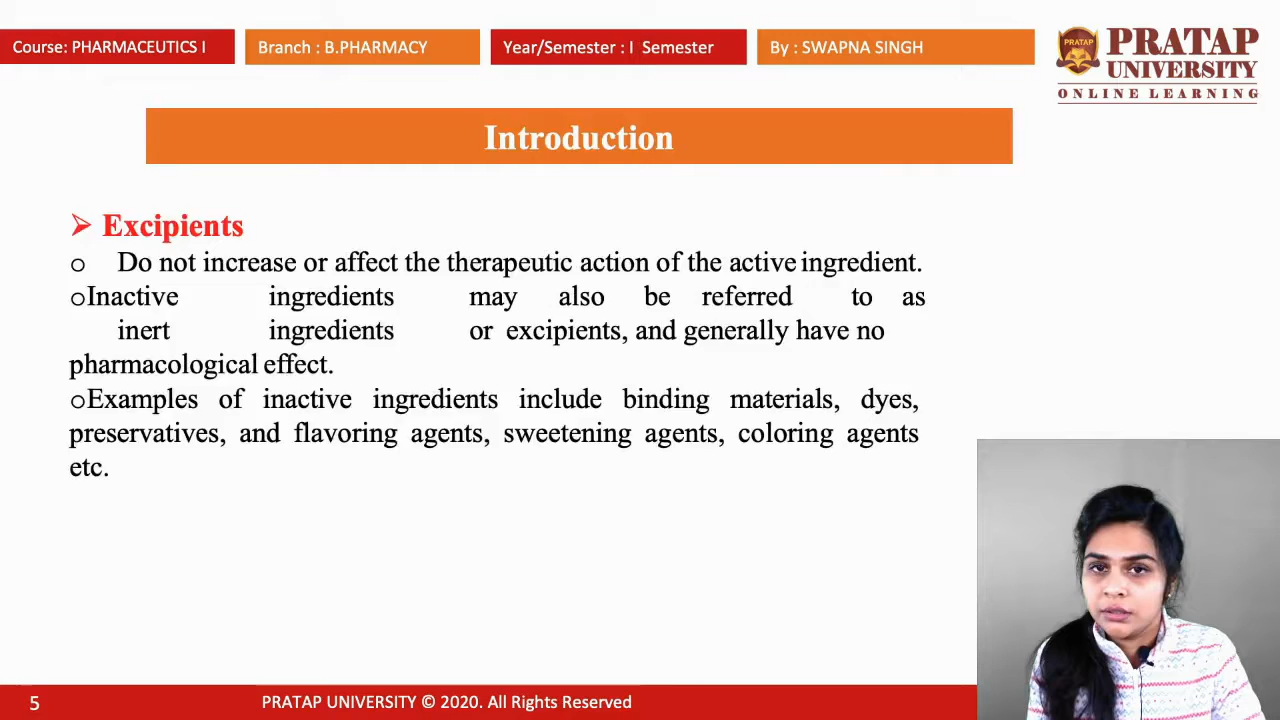 Course: PHARMACEUTICS I
Branch : B.PHARMACY
Year/Semester : I Semester
By : SWAPNA SINGH
PRATAP
PRATAP
UNIVERSITY
ONLINE LEARNING
Introduction
➢ Excipients
o Do not increase or affect the therapeutic action of the active ingredient.
oInactive ingredients may also be referred to as
inert ingredients or excipients, and generally have no
pharmacological effect.
oExamples of inactive ingredients include binding materials, dyes,
preservatives, and flavoring agents, sweetening agents, coloring agents
etc.
5
PRATAP UNIVERSITY © 2020. All Rights Reserved